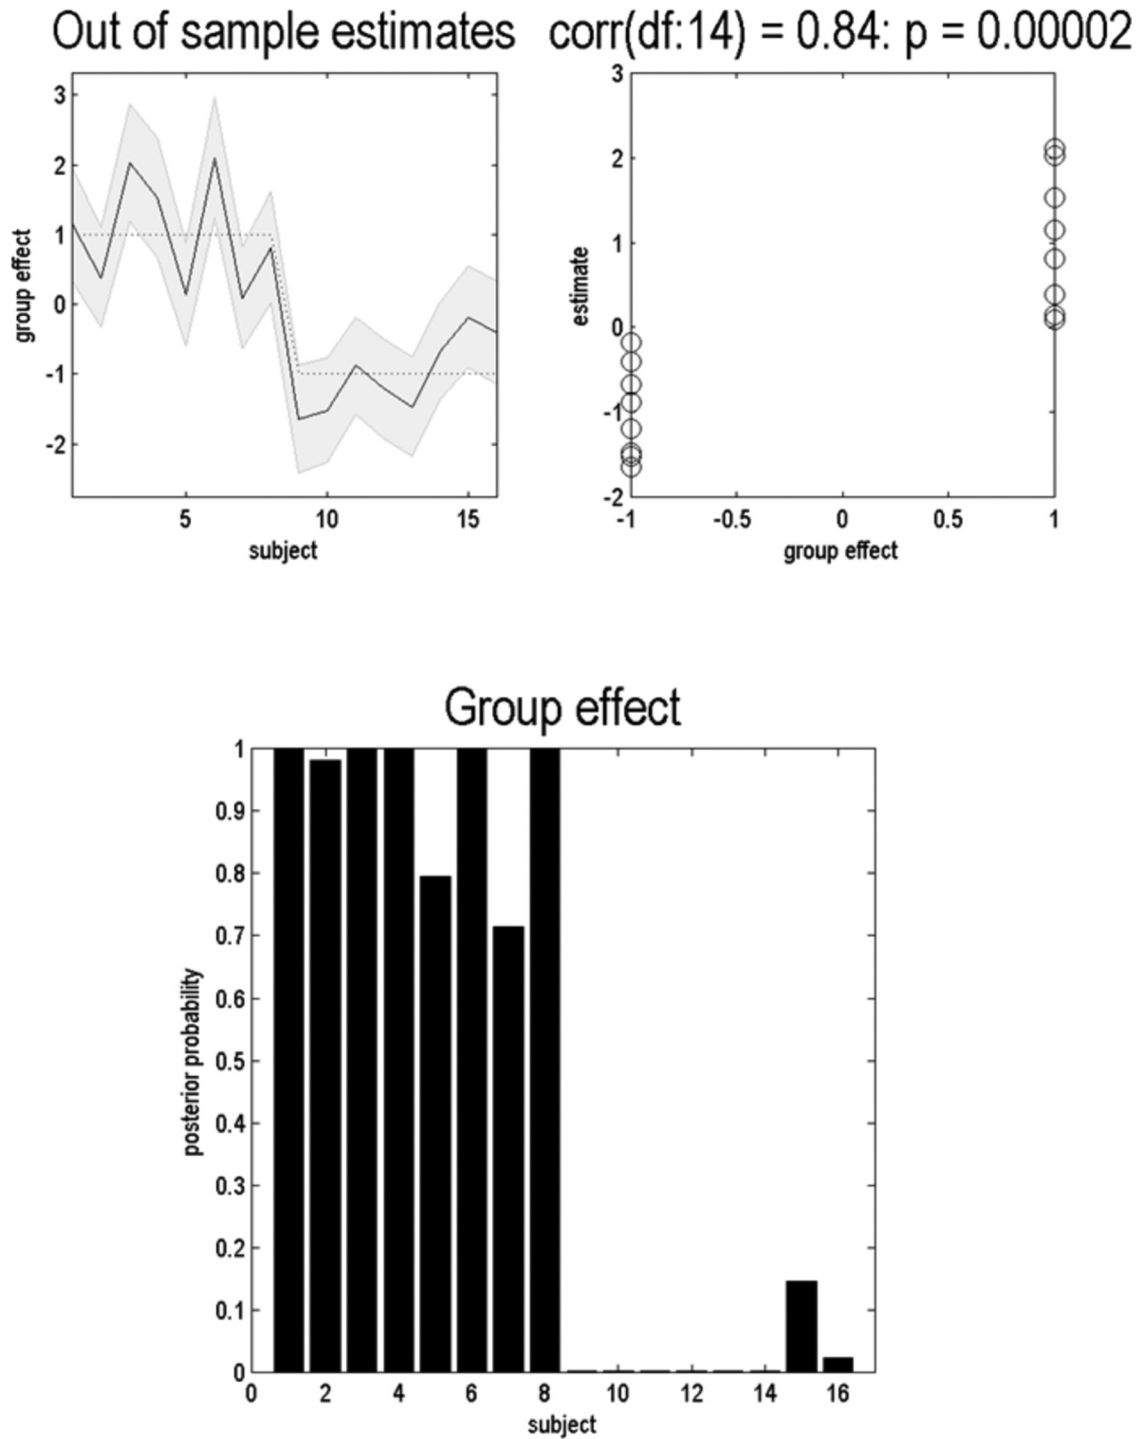 Out of sample estimates
corr(df:14) = 0.84: p = 0.00002
3
2
1
0
-1
-2
group effect
5 10 15
subject
3
2
1
0
-1
-2
estimate
-1 -0.5 0 0.5 1
group effect
Group effect
1
0.9
0.8
0.7
0.6
0.5
0.4
0.3
0.2
0.1
0
posterior probability
0 2 4 6 8 10 12 14 16
subject